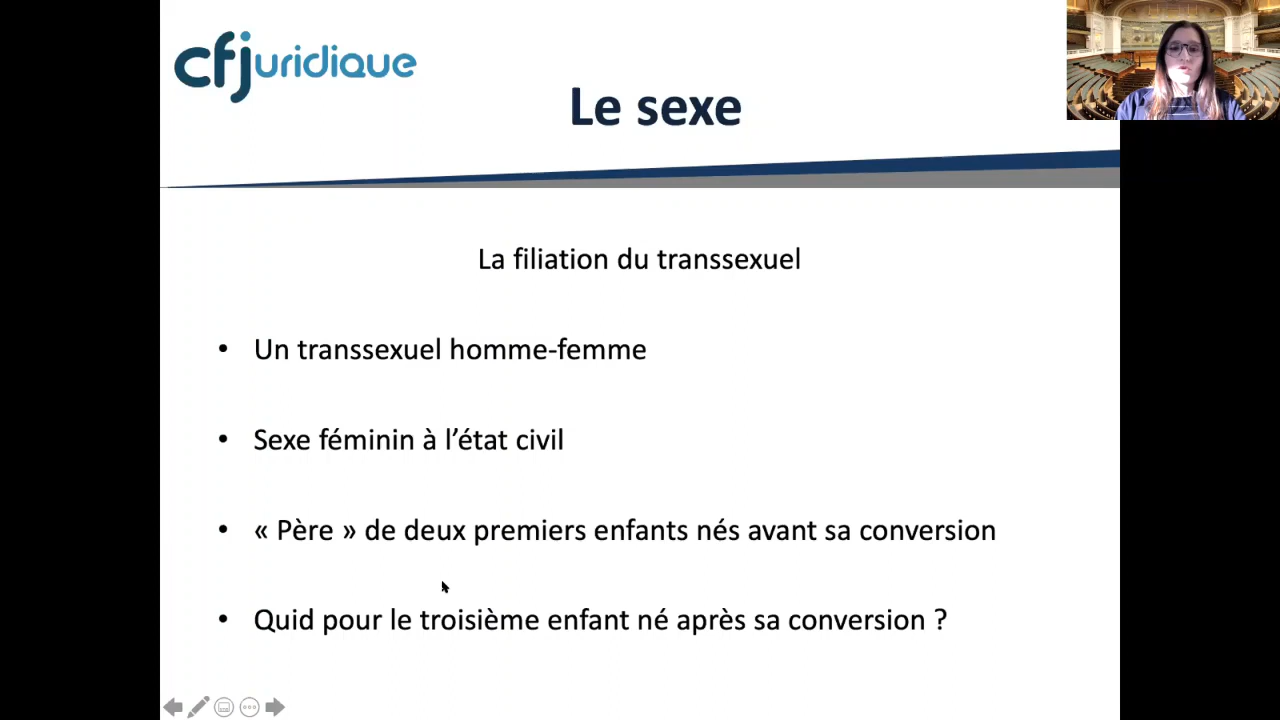 cfjuridique
Le sexe
La filiation du transsexuel
• Un transsexuel homme-femme
• Sexe féminin à l’état civil
• « Père » de deux premiers enfants nés avant sa conversion
• Quid pour le troisième enfant né après sa conversion ?